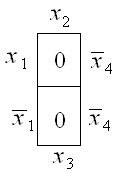 x₂
x₁ 0 x̅₄
x̅₁ 0 x̅₄
x₃